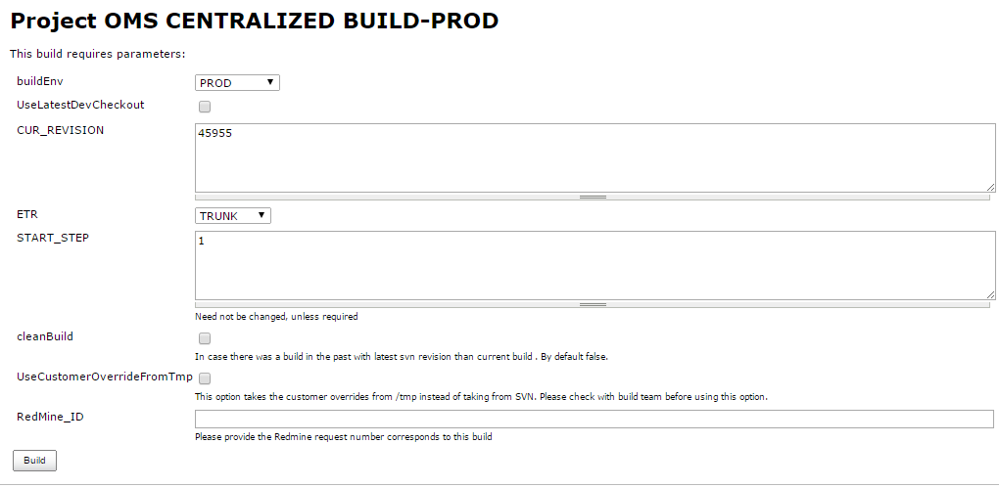 Project OMS CENTRALIZED BUILD-PROD
This build requires parameters:
buildEnv
PROD
UseLatestDevCheckout
CUR_REVISION
45955
ETR
TRUNK
START_STEP
1
Need not be changed, unless required
cleanBuild
In case there was a build in the past with latest svn revision than current build . By default false.
UseCustomerOverrideFromTmp
This option takes the customer overrides from /tmp instead of taking from SVN. Please check with build team before using this option.
RedMine_ID
Please provide the Redmine request number corresponds to this build
Build